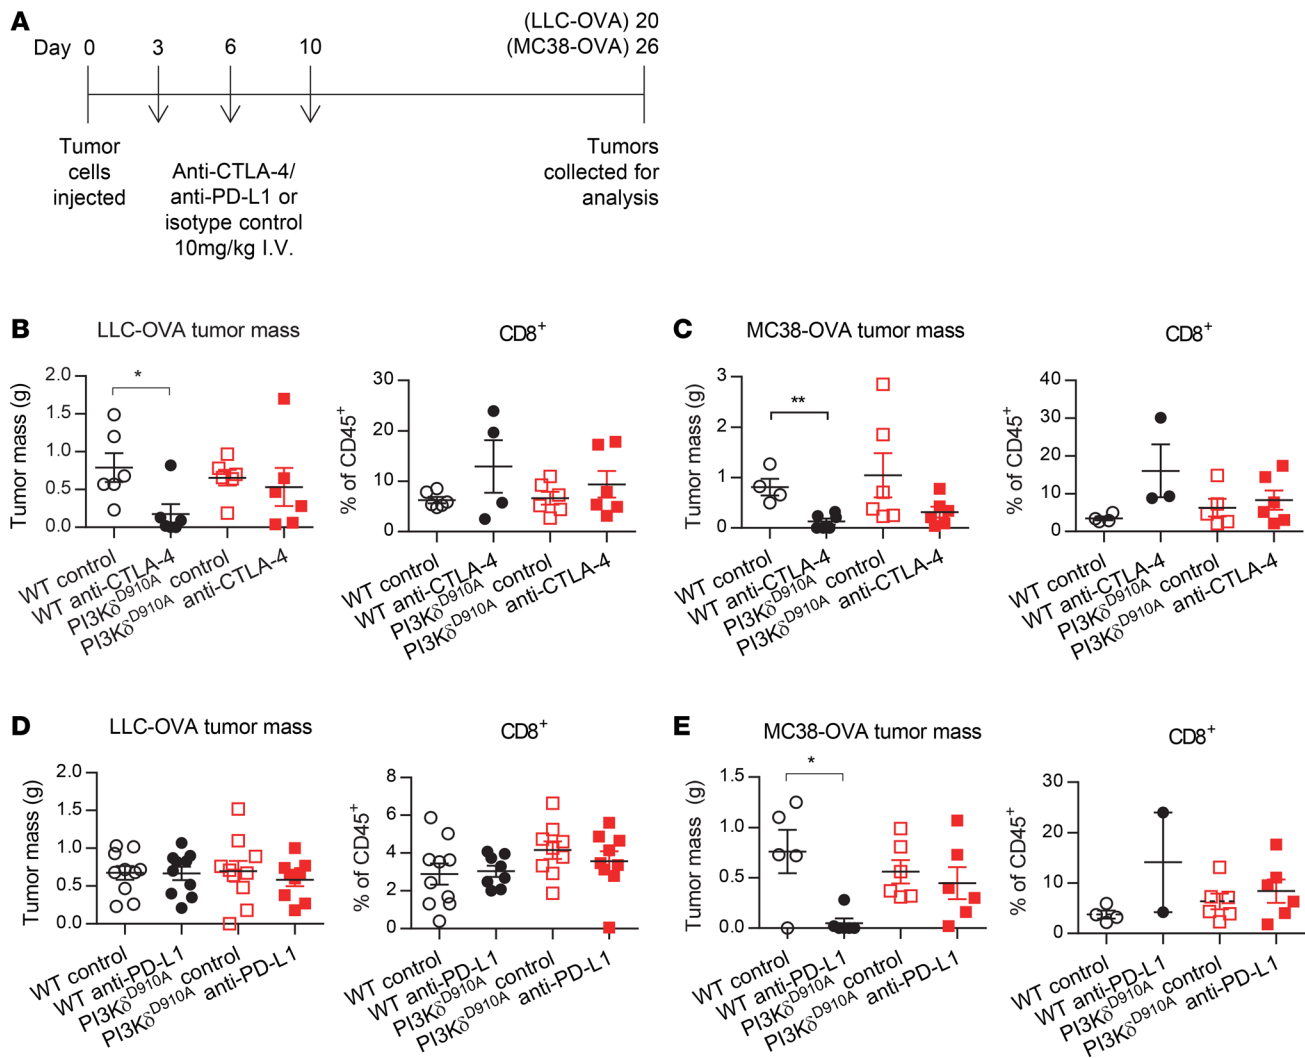 A
(LLC-OVA) 20
Day 0 3 6 10 (MC38-OVA) 26
Tumor
cells
injected
Anti-CTLA-4/
anti-PD-L1 or
isotype control
10mg/kg I.V.
Tumors
collected for
analysis
B
LLC-OVA tumor mass
Tumor mass (g)
2.0
1.5
1.0
0.5
0.0
*
WT control
WT anti-CTLA-4
PI3Kδ^D910A control
PI3Kδ^D910A anti-CTLA-4
CD8+
% of CD45+
30
20
10
0
WT control
WT anti-CTLA-4
PI3Kδ^D910A control
PI3Kδ^D910A anti-CTLA-4
C
MC38-OVA tumor mass
Tumor mass (g)
3
2
1
0
**
WT control
WT anti-CTLA-4
PI3Kδ^D910A control
PI3Kδ^D910A anti-CTLA-4
CD8+
% of CD45+
40
30
20
10
0
WT control
WT anti-CTLA-4
PI3Kδ^D910A control
PI3Kδ^D910A anti-CTLA-4
D
LLC-OVA tumor mass
Tumor mass (g)
2.0
1.5
1.0
0.5
0.0
WT control
WT anti-PD-L1
PI3Kδ^D910A control
PI3Kδ^D910A anti-PD-L1
CD8+
% of CD45+
8
6
4
2
0
WT control
WT anti-PD-L1
PI3Kδ^D910A control
PI3Kδ^D910A anti-PD-L1
E
MC38-OVA tumor mass
Tumor mass (g)
1.5
1.0
0.5
0.0
*
WT control
WT anti-PD-L1
PI3Kδ^D910A control
PI3Kδ^D910A anti-PD-L1
CD8+
% of CD45+
30
20
10
0
WT control
WT anti-PD-L1
PI3Kδ^D910A control
PI3Kδ^D910A anti-PD-L1